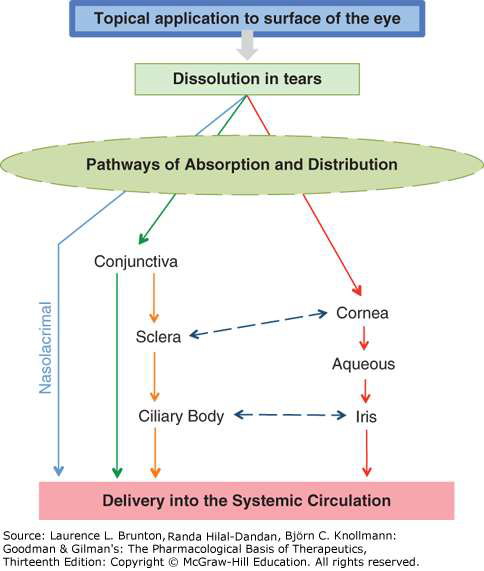 Topical application to surface of the eye
Dissolution in tears
Pathways of Absorption and Distribution
Nasolacrimal
Conjunctiva
Cornea
Sclera
Aqueous
Ciliary Body
Iris
Delivery into the Systemic Circulation
Source: Laurence L. Brunton, Randa Hilal-Dandan, Björn C. Knollmann:
Goodman & Gilman's: The Pharmacological Basis of Therapeutics,
Thirteenth Edition: Copyright © McGraw-Hill Education. All rights reserved.